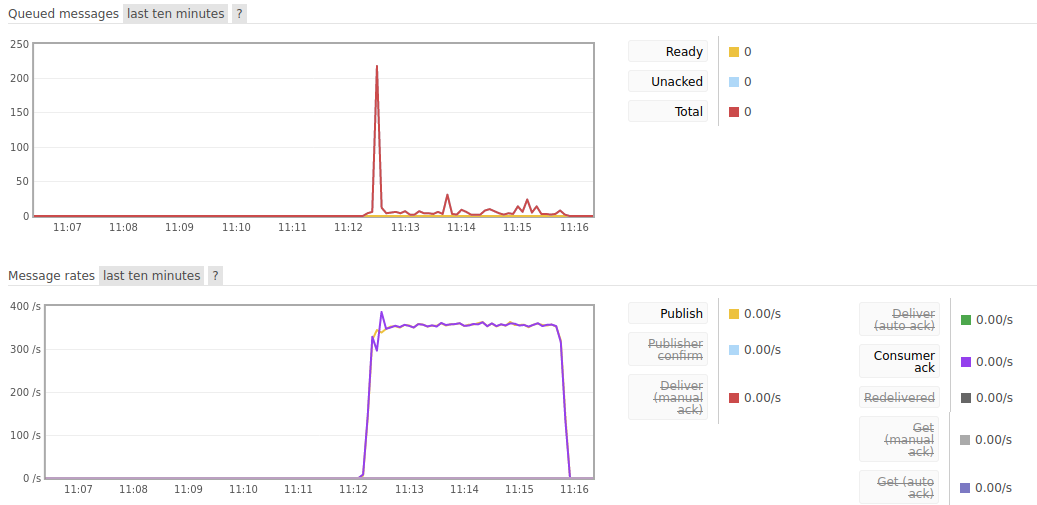 Queued messages last ten minutes ?
250
200
150
100
50
0
11:07 11:08 11:09 11:10 11:11 11:12 11:13 11:14 11:15 11:16
Ready 0
Unacked 0
Total 0
Message rates last ten minutes ?
400 /s
300 /s
200 /s
100 /s
0 /s
11:07 11:08 11:09 11:10 11:11 11:12 11:13 11:14 11:15 11:16
Publish 0.00/s
Publisher
confirm 0.00/s
Deliver
(manual
ack) 0.00/s
Deliver
(auto ack) 0.00/s
Consumer
ack 0.00/s
Redelivered 0.00/s
Get
(manual
ack) 0.00/s
Get (auto
ack) 0.00/s